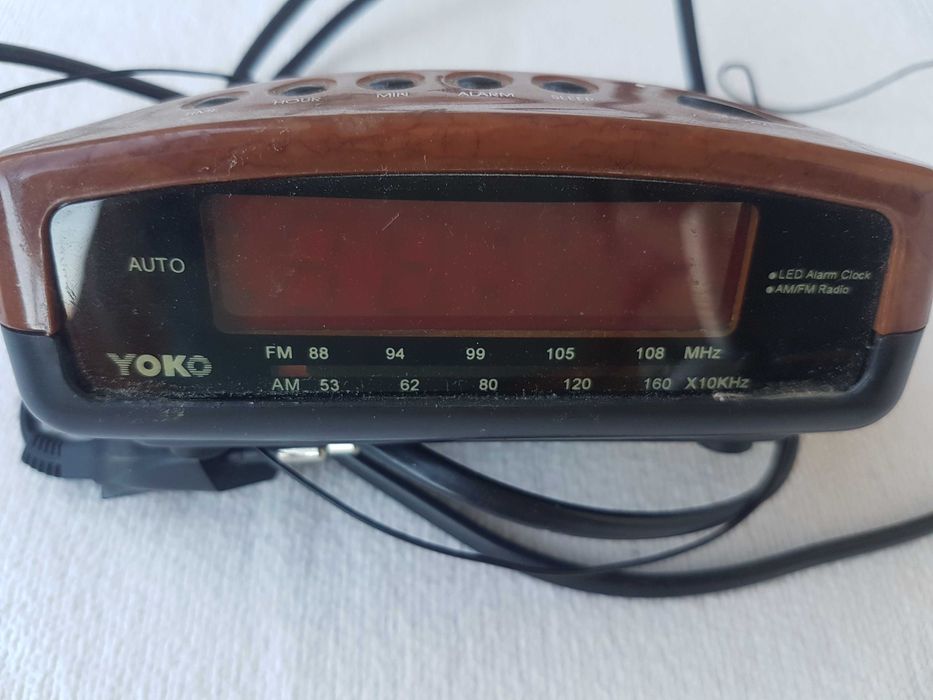 HOUR MIN ALARM SLEEP
AUTO
LED Alarm Clock
AM/FM Radio
YOKO
FM 88 94 99 105 108 MHz
AM 53 62 80 120 160 X10KHz